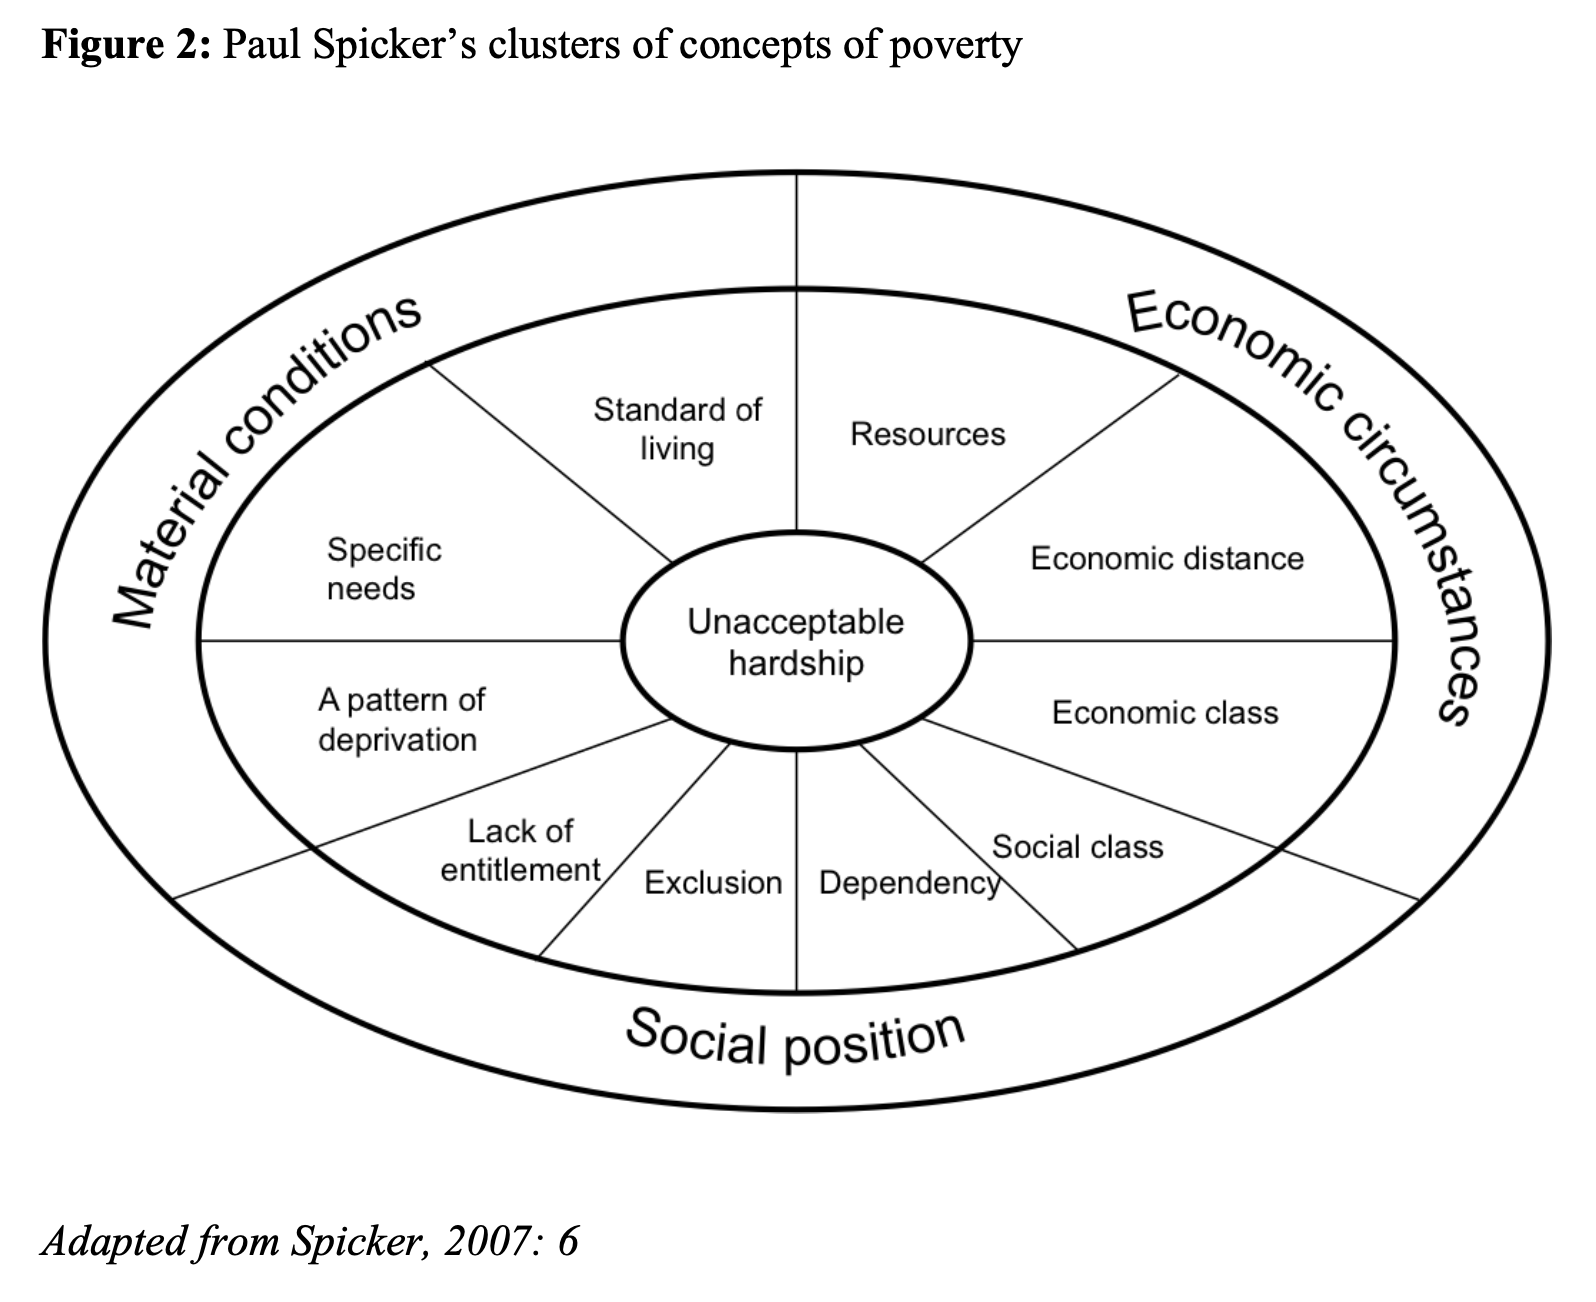 Figure 2: Paul Spicker’s clusters of concepts of poverty
Material conditions
Economic circumstances
Standard of
living
Resources
Specific
needs
Economic distance
Unacceptable
hardship
A pattern of
deprivation
Economic class
Lack of
entitlement
Exclusion
Dependency
Social class
Social position
Adapted from Spicker, 2007: 6